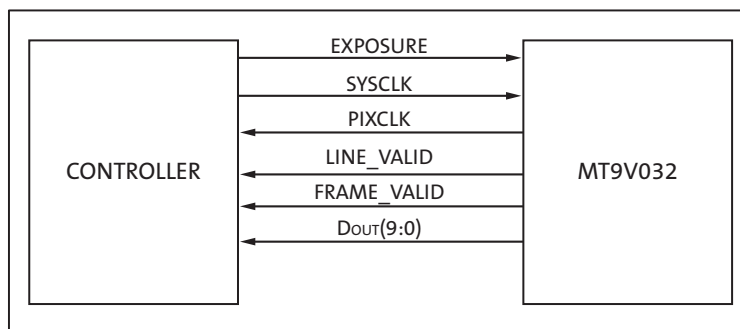 EXPOSURE
SYSCLK
PIXCLK
LINE_VALID
FRAME_VALID
DOUT(9:0)
CONTROLLER
MT9V032